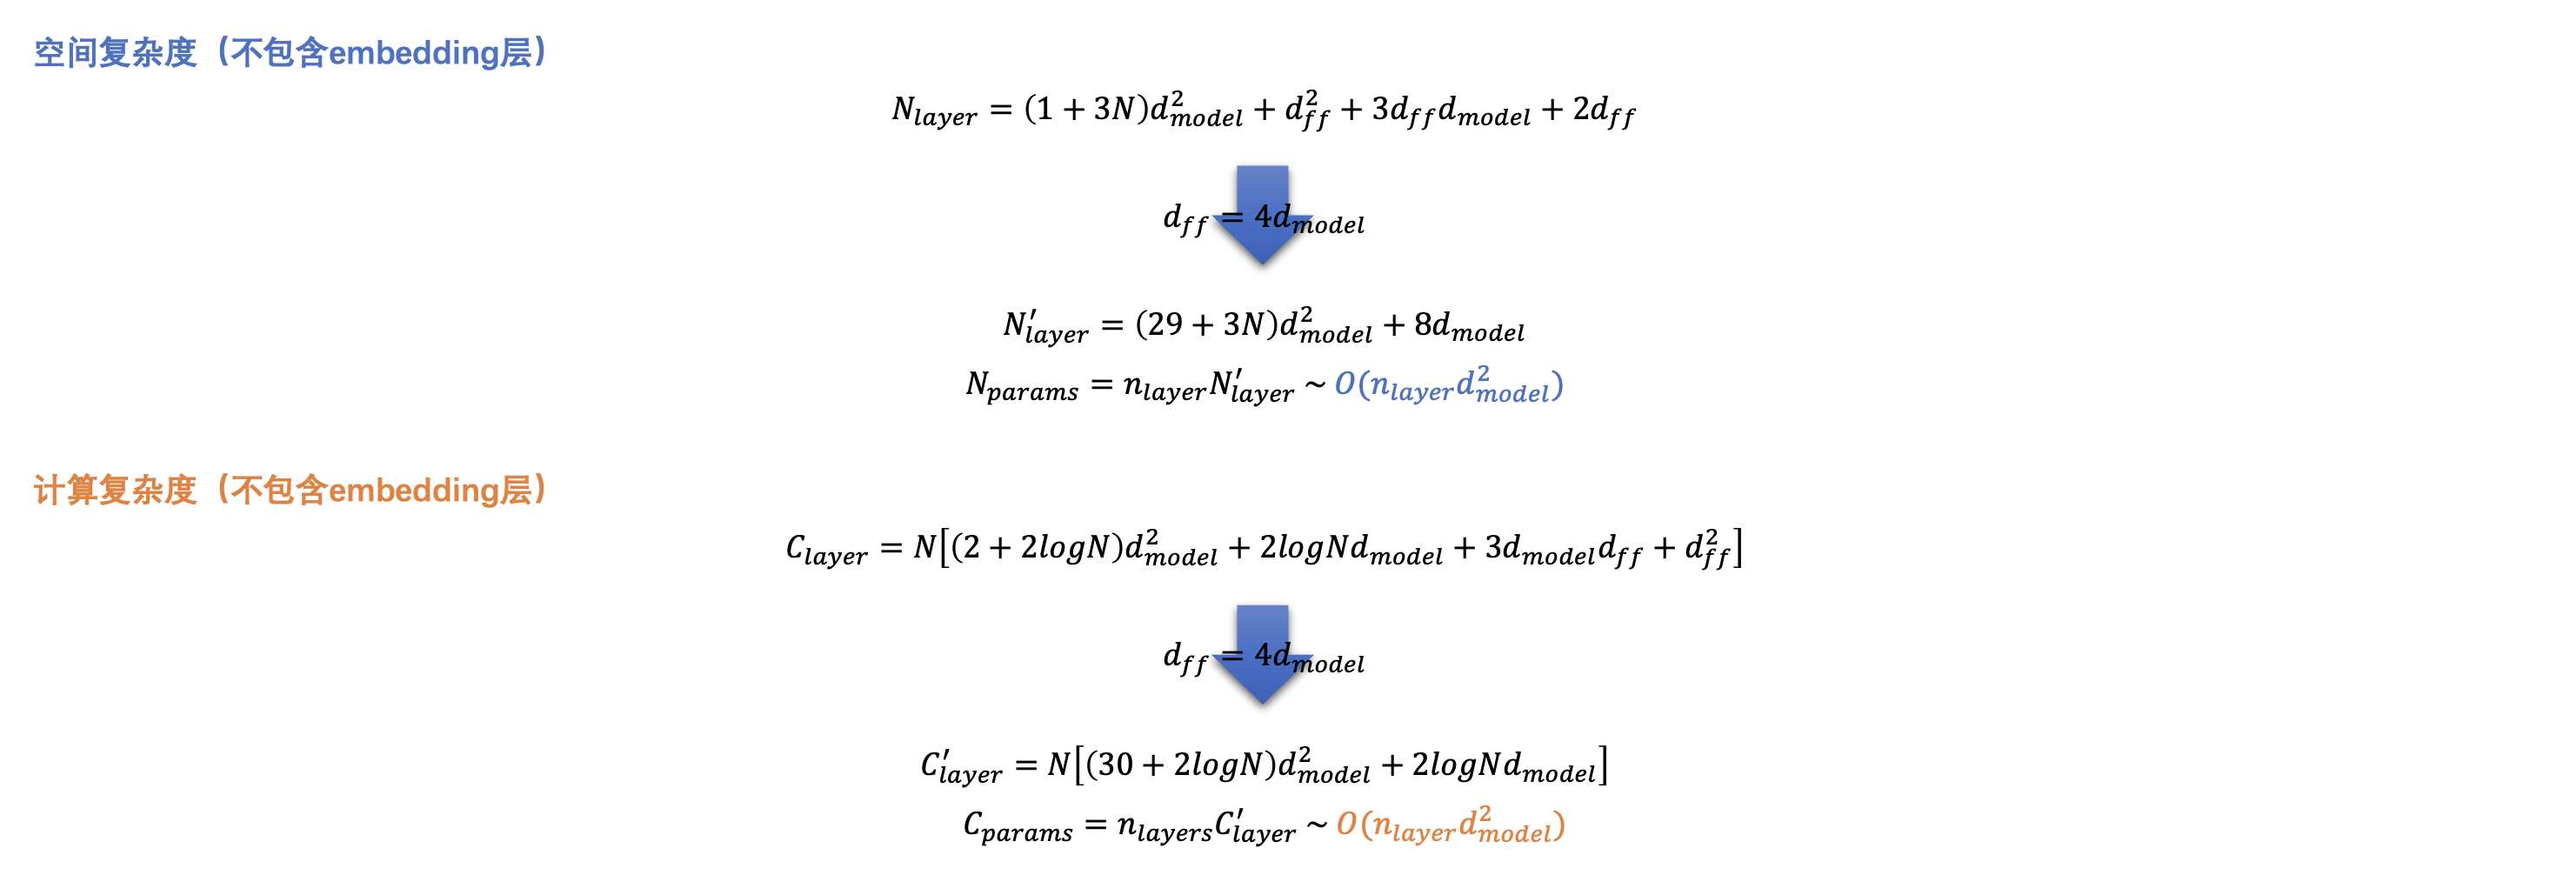 空间复杂度（不包含embedding层）
$N_{layer} = (1 + 3N)d_{model}^2 + d_{ff}^2 + 3d_{ff}d_{model} + 2d_{ff}$
$d_{ff} = 4d_{model}$
$N'_{layer} = (29 + 3N)d_{model}^2 + 8d_{model}$
$N_{params} = n_{layer}N'_{layer} \sim O(n_{layer}d_{model}^2)$
计算复杂度（不包含embedding层）
$C_{layer} = N[(2 + 2logN)d_{model}^2 + 2logNd_{model} + 3d_{model}d_{ff} + d_{ff}^2]$
$d_{ff} = 4d_{model}$
$C'_{layer} = N[(30 + 2logN)d_{model}^2 + 2logNd_{model}]$
$C_{params} = n_{layers}C'_{layer} \sim O(n_{layer}d_{model}^2)$